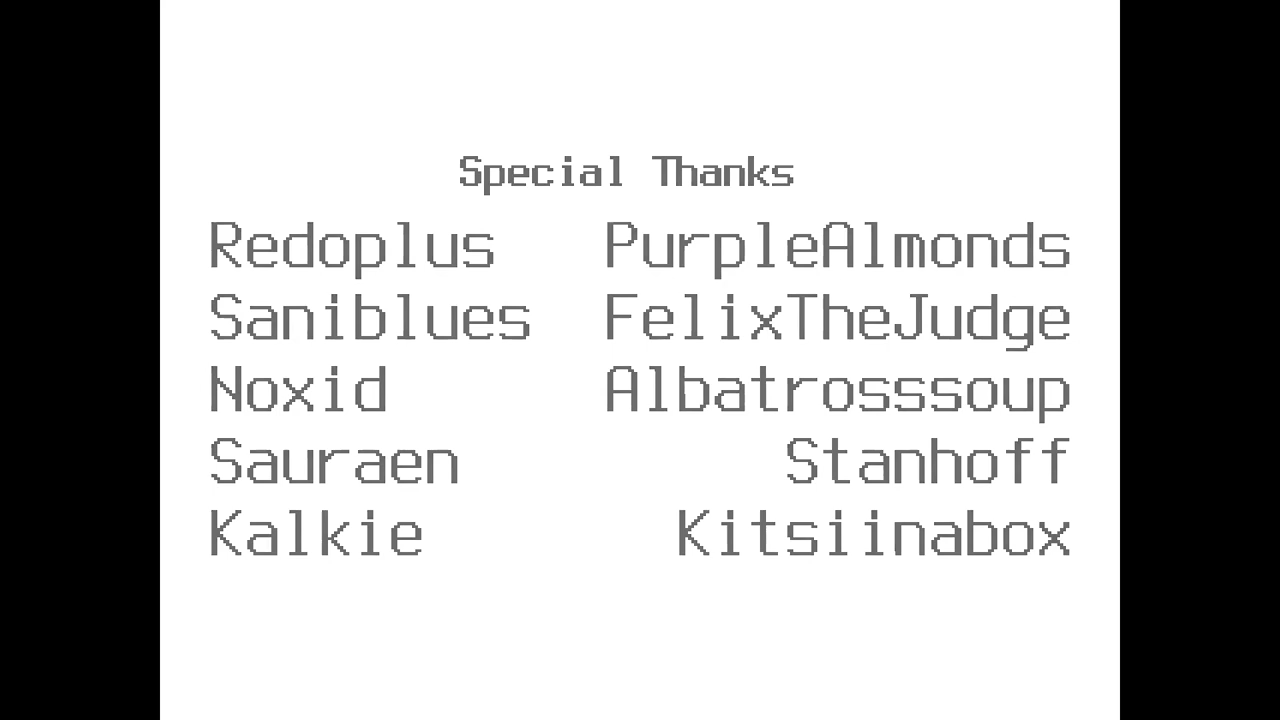 Special Thanks
Redoplus PurpleAlmonds
Saniblues FelixTheJudge
Noxid Albatrosssoup
Sauraen Stanhoff
Kalkie Kitsiinabox